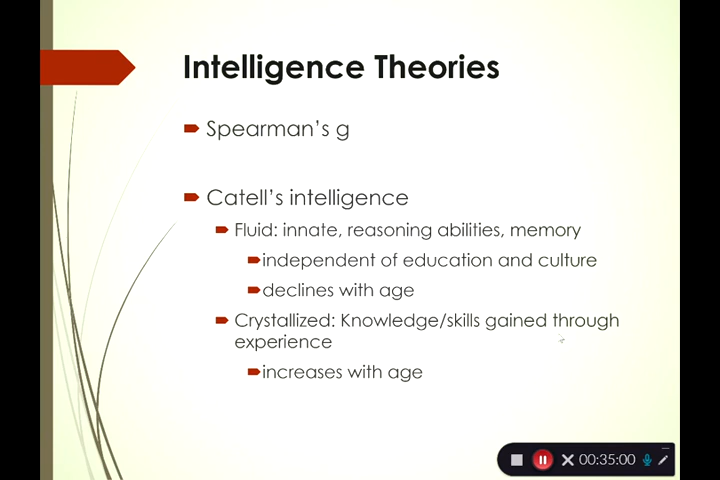 Intelligence Theories
Spearman's g
Catell's intelligence
Fluid: innate, reasoning abilities, memory
independent of education and culture
declines with age
Crystallized: Knowledge/skills gained through
experience
increases with age
00:35:00